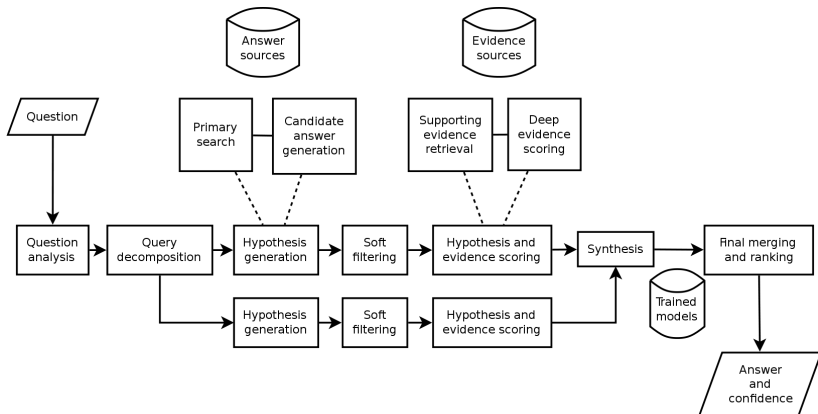 Answer
sources
Evidence
sources
Question
Primary
search
Candidate
answer
generation
Supporting
evidence
retrieval
Deep
evidence
scoring
Question
analysis
Query
decomposition
Hypothesis
generation
Soft
filtering
Hypothesis and
evidence scoring
Synthesis
Final merging
and ranking
Hypothesis
generation
Soft
filtering
Hypothesis and
evidence scoring
Trained
models
Answer
and
confidence